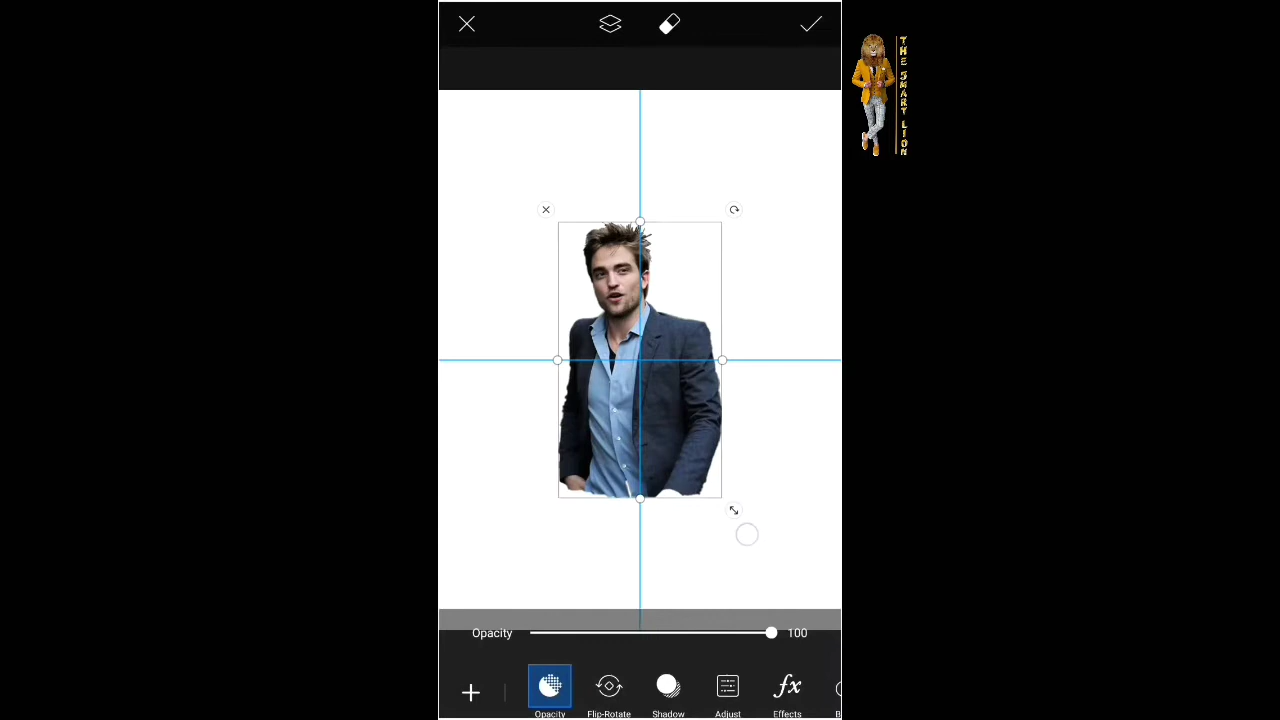 THE SMART LION
Opacity 100
Opacity Flip-Rotate Shadow Adjust Effects B